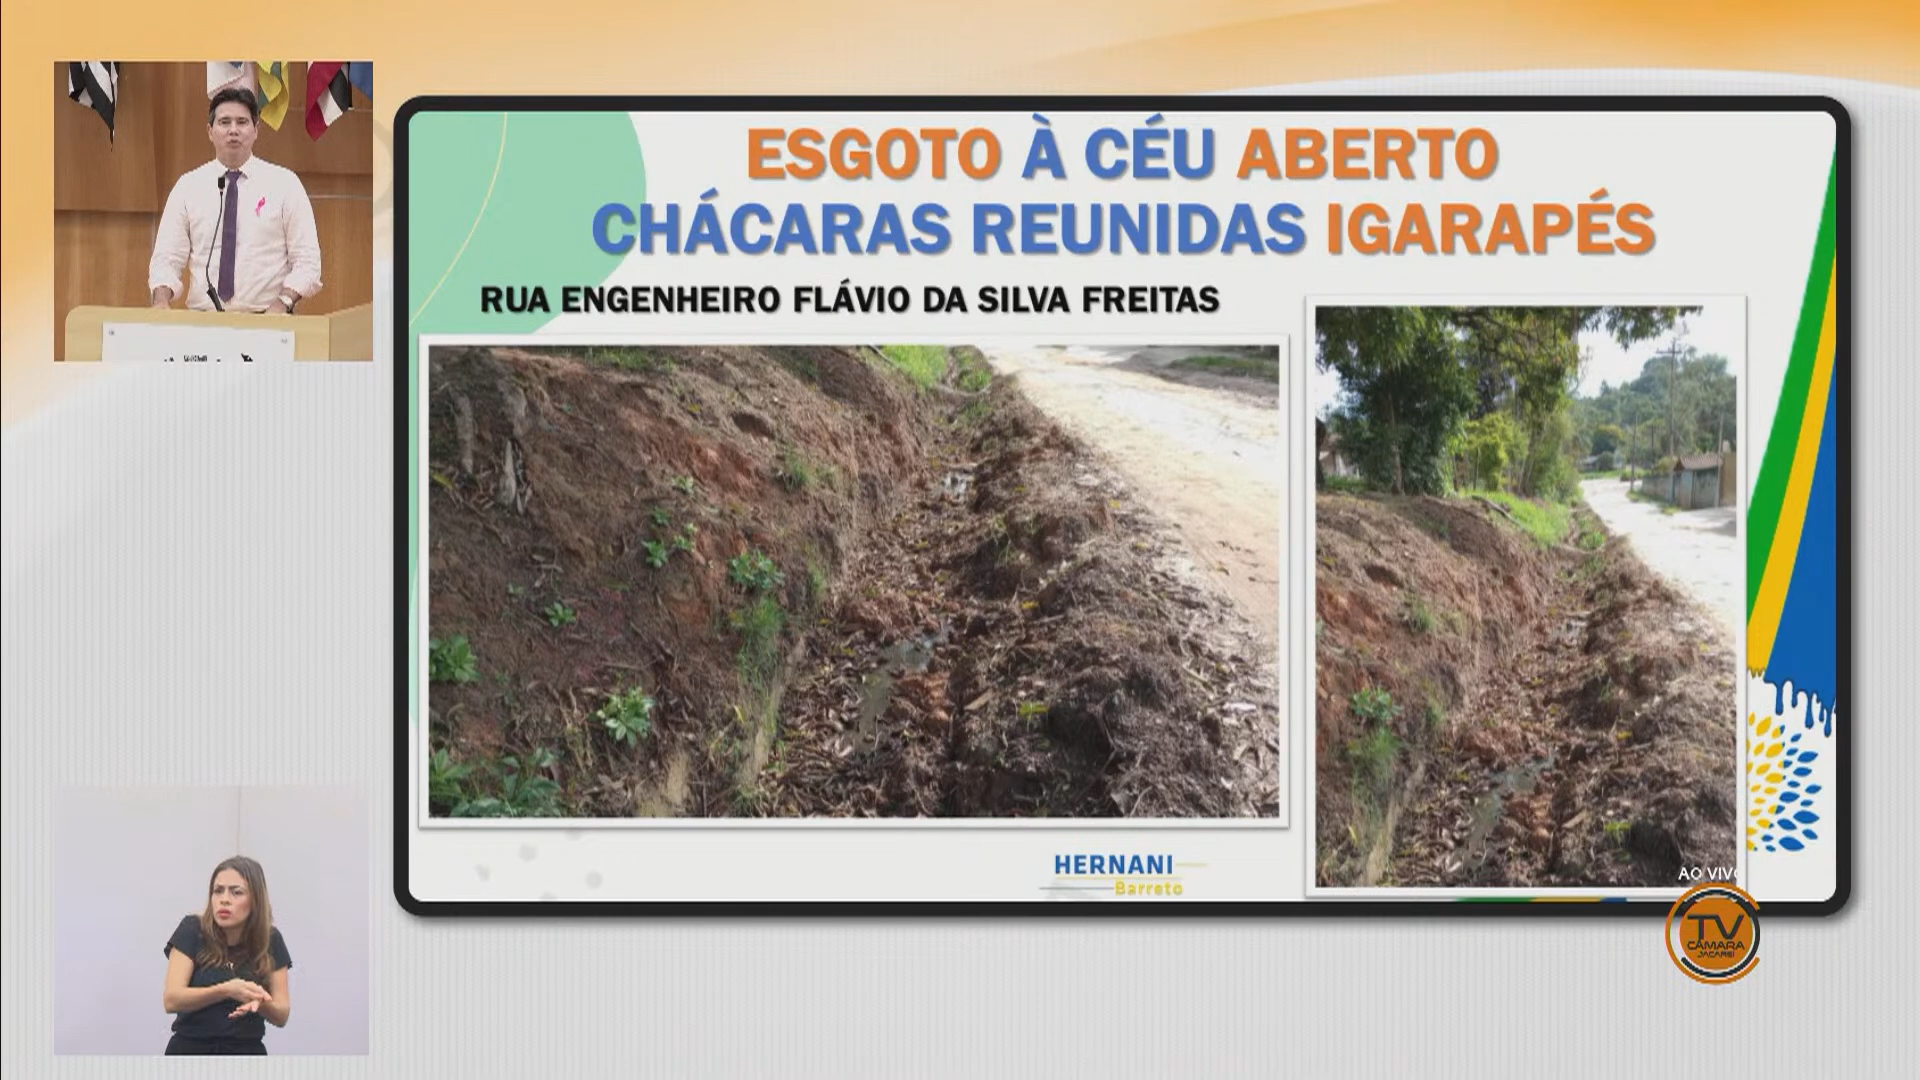 ESGOTO À CÉU ABERTO
CHÁCARAS REUNIDAS IGARAPÉS
RUA ENGENHEIRO FLÁVIO DA SILVA FREITAS
HERNANI
Barreto
AO VIVO
TV
CÂMARA
JACAREÍ